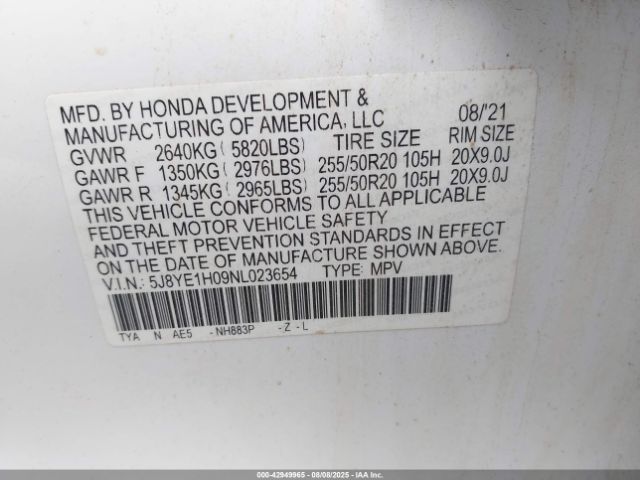 MFD. BY HONDA DEVELOPMENT & 08/'21
MANUFACTURING OF AMERICA, LLC RIM SIZE
GVWR 2640KG (5820LBS) TIRE SIZE
GAWR F 1350KG (2976LBS) 255/50R20 105H 20X9.0J
GAWR R 1345KG (2965LBS) 255/50R20 105H 20X9.0J
THIS VEHICLE CONFORMS TO ALL APPLICABLE
FEDERAL MOTOR VEHICLE SAFETY
AND THEFT PREVENTION STANDARDS IN EFFECT
ON THE DATE OF MANUFACTURE SHOWN ABOVE.
V.I.N.: 5J8YE1H09NL023654 TYPE: MPV
TYA N AE5 -NH883P -Z -L
000-42949965 - 08/08/2025 - IAA Inc.